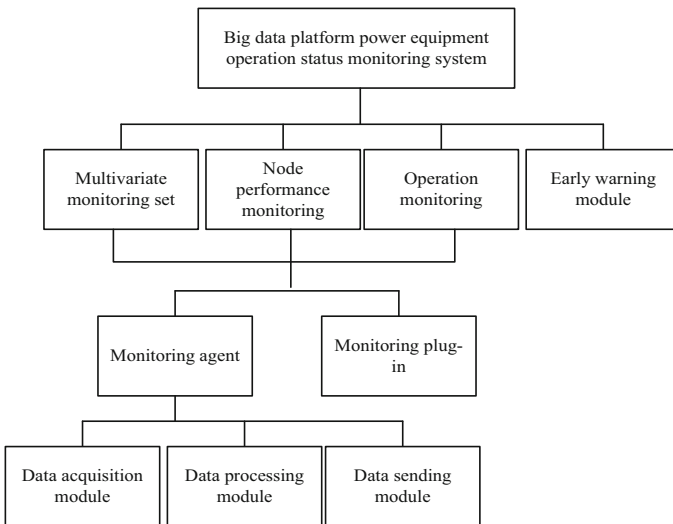 Big data platform power equipment
operation status monitoring system
Multivariate
monitoring set
Node
performance
monitoring
Operation
monitoring
Early warning
module
Monitoring agent
Monitoring plug-
in
Data acquisition
module
Data processing
module
Data sending
module